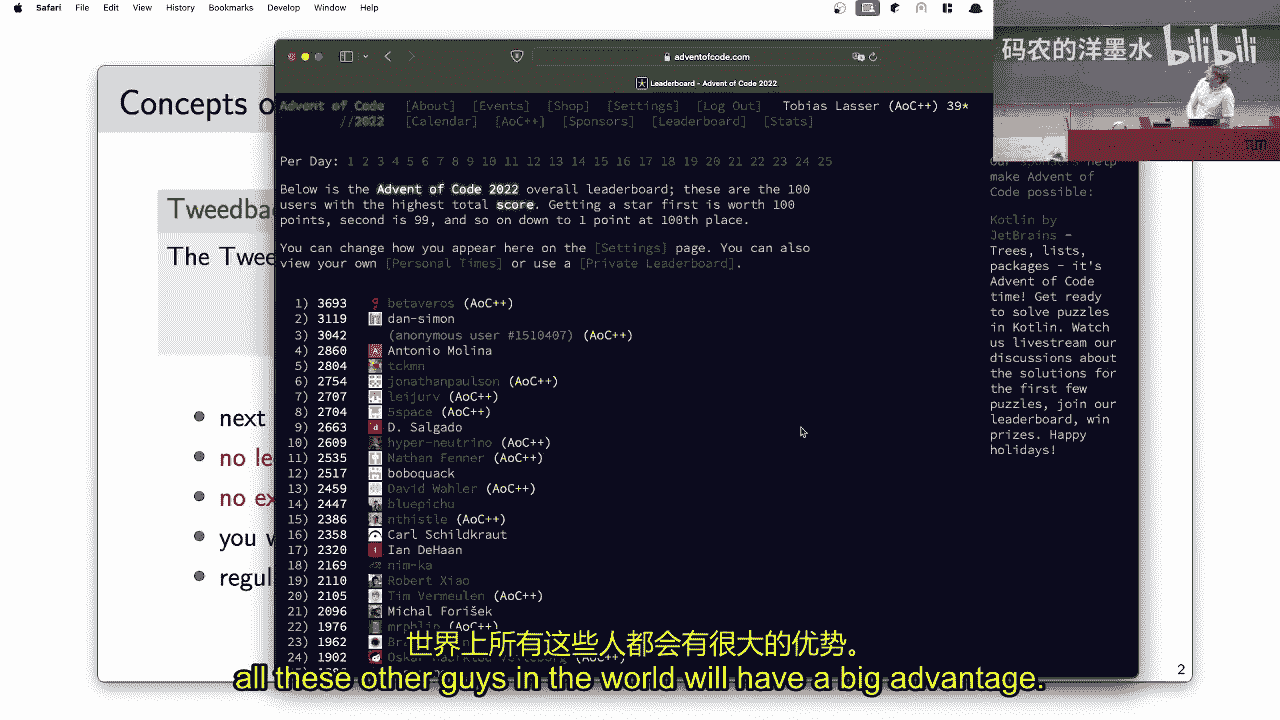 Safari File Edit View History Bookmarks Develop Window Help
码农的洋墨水 bilibili
adventofcode.com
Leaderboard - Advent of Code 2022
Concepts o
Advent of Code [About] [Events] [Shop] [Settings] [Log Out] Tobias Lasser (AoC++) 39*
//2022 [Calendar] [AoC++] [Sponsors] [Leaderboard] [Stats]
Per Day: 1 2 3 4 5 6 7 8 9 10 11 12 13 14 15 16 17 18 19 20 21 22 23 24 25
Below is the Advent of Code 2022 overall leaderboard; these are the 100
users with the highest total score. Getting a star first is worth 100
points, second is 99, and so on down to 1 point at 100th place.
You can change how you appear here on the [Settings] page. You can also
view your own [Personal Times] or use a [Private Leaderboard].
1) 3693 betaveros (AoC++)
2) 3119 dan-simon
3) 3042 (anonymous user #1510407) (AoC++)
4) 2860 Antonio Molina
5) 2804 tckmn
6) 2754 jonathanpaulson (AoC++)
7) 2707 leijurv (AoC++)
8) 2704 5space (AoC++)
9) 2663 D. Salgado
10) 2609 hyper-neutrino (AoC++)
11) 2535 Nathan Fenner (AoC++)
12) 2517 boboquack
13) 2459 David Wahler (AoC++)
14) 2447 bluepichu
15) 2386 nthistle (AoC++)
16) 2358 Carl Schildkraut
17) 2320 Ian DeHaan
18) 2169 nim-ka
19) 2110 Robert Xiao
20) 2105 Tim Vermeulen (AoC++)
21) 2096 Michal Forišek
22) 1976 mrphlip (AoC++)
23) 1962
24) 1902
Our sponsors help
make Advent of
Code possible:
Kotlin by
JetBrains -
Trees, lists,
packages - it's
Advent of Code
time! Get ready
to solve puzzles
in Kotlin. Watch
us livestream our
discussions about
the solutions for
the first few
puzzles, join our
leaderboard, win
prizes. Happy
holidays!
Tweedba
The Twee
next
no le
no ex
you w
regul
2
世界上所有这些人都会有很大的优势。
all these other guys in the world will have a big advantage.